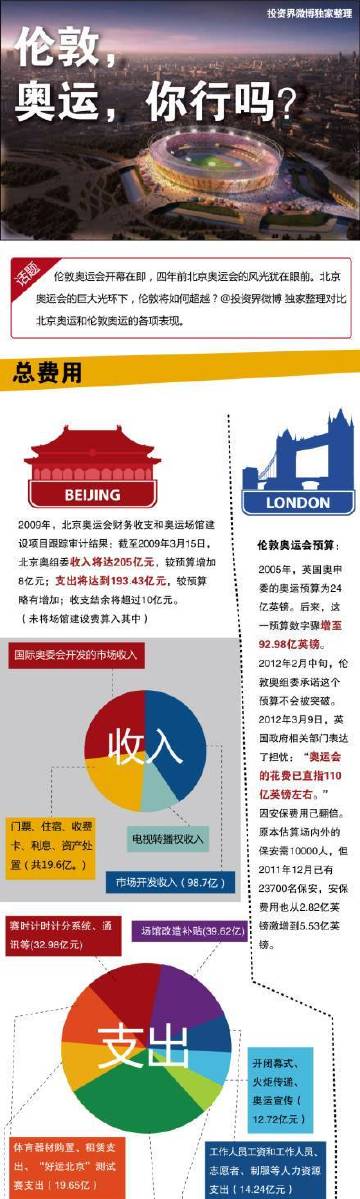 投资界微博独家整理
伦敦，
奥运，你行吗？
话题
伦敦奥运会开幕在即，四年前北京奥运会的风光犹在眼前。北京
奥运会的巨大光环下，伦敦将如何超越？@投资界微博 独家整理对比
北京奥运和伦敦奥运的各项表现。
总费用
BEIJING
2009年，北京奥运会财务收支和奥运场馆建
设项目跟踪审计结果：截至2009年3月15日，
北京奥组委收入将达205亿元，较预算增加
8亿元；支出将达到193.43亿元，较预算
略有增加；收支结余将超过10亿元。
（未将场馆建设费算入其中）
LONDON
伦敦奥运会预算：
2005年，英国奥申
委的奥运预算为24
亿英镑。后来，这
一预算数字骤增至
92.98亿英镑。
2012年2月中旬，伦
敦奥组委承诺这个
预算不会被突破。
2012年3月9日，英
国政府相关部门表达
了担忧：“奥运会
的花费已直指110
亿英镑左右。”
因安保费用已翻倍。
原本估算场内外的
保安需10000人，但
2011年12月已有
23700名保安，安保
费用也从2.82亿英
镑激增到5.53亿英
镑。
国际奥委会开发的市场收入
收入
门票、住宿、收费
卡、利息、资产处
置（共19.6亿。）
电视转播权收入
市场开发收入（98.7亿）
赛时计时计分系统、通
讯等(32.98亿元)
场馆改造补贴(39.62亿)
支出
开闭幕式、
火炬传递、
奥运宣传（
12.72亿元）
体育器材购置、租赁支
出、“好运北京”测试
赛支出（19.65亿）
工作人员工资和工作人员、
志愿者、制服等人力资源
支出（14.24亿元）